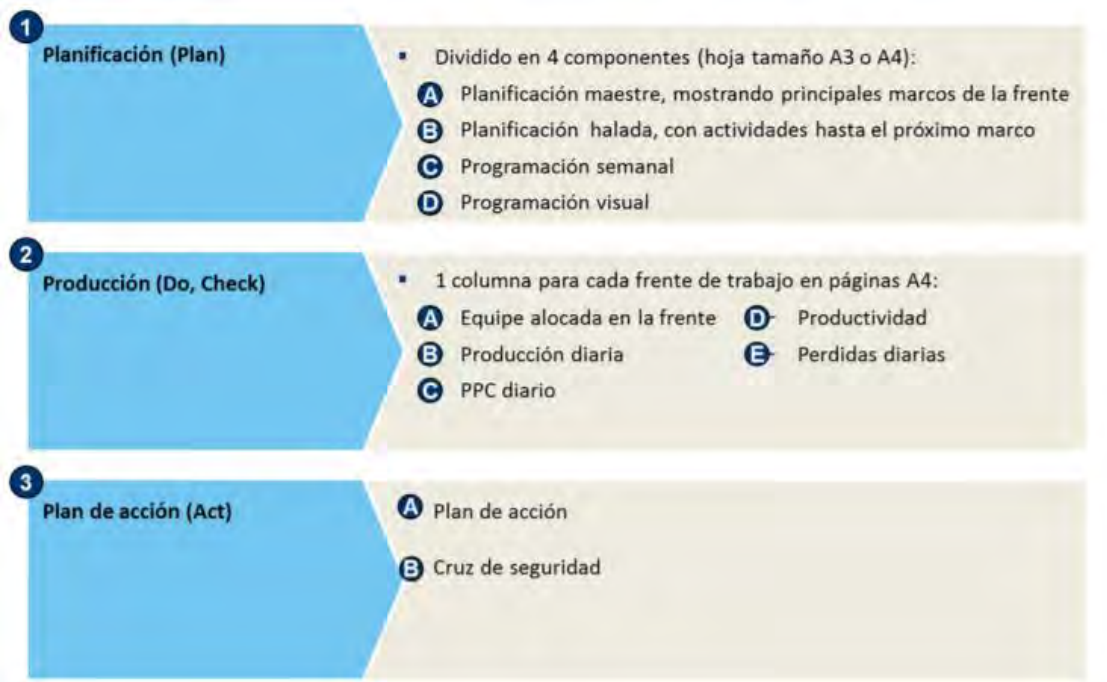 1
Planificación (Plan)
▪ Dividido en 4 componentes (hoja tamaño A3 o A4):
A Planificación maestre, mostrando principales marcos de la frente
B Planificación halada, con actividades hasta el próximo marco
C Programación semanal
D Programación visual
2
Producción (Do, Check)
▪ 1 columna para cada frente de trabajo en páginas A4:
A Equipe alocada en la frente
B Producción diaria
C PPC diario
D Productividad
E Perdidas diarias
3
Plan de acción (Act)
A Plan de acción
B Cruz de seguridad